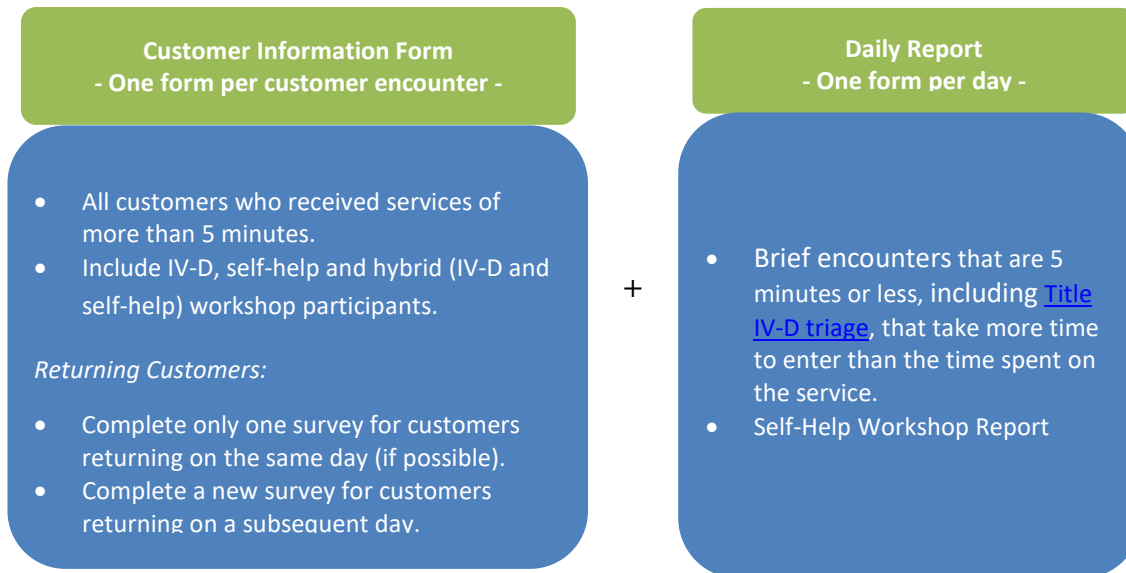 Customer Information Form
- One form per customer encounter -
• All customers who received services of
more than 5 minutes.
• Include IV-D, self-help and hybrid (IV-D and
self-help) workshop participants.
Returning Customers:
• Complete only one survey for customers
returning on the same day (if possible).
• Complete a new survey for customers
returning on a subsequent day.
+
Daily Report
- One form per day -
• Brief encounters that are 5
minutes or less, including Title
IV-D triage, that take more time
to enter than the time spent on
the service.
• Self-Help Workshop Report